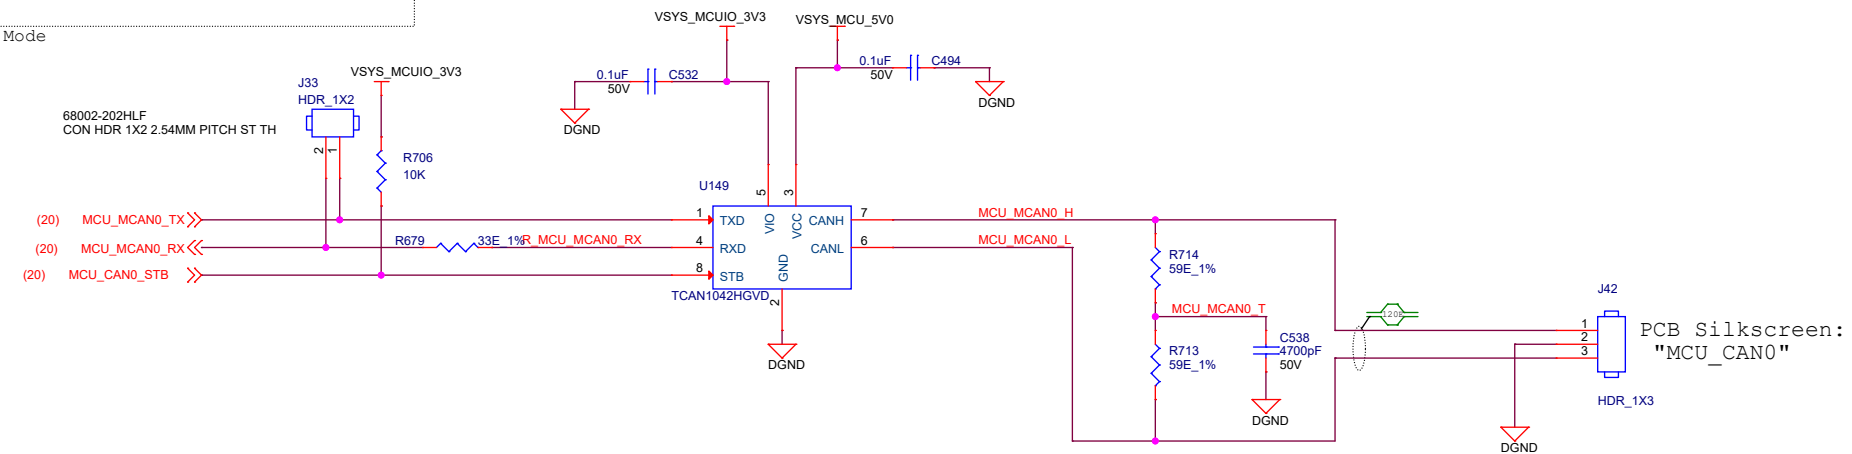 Mode
VSYS_MCUIO_3V3
VSYS_MCU_5V0
J33
HDR_1X2
VSYS_MCUIO_3V3
0.1uF
50V
C532
0.1uF
50V
C494
DGND
DGND
68002-202HLF
CON HDR 1X2 2.54MM PITCH ST TH
2
1
R706
10K
U149
5
3
(20) MCU_MCAN0_TX
1
TXD
VIO
VCC
CANH
7
MCU_MCAN0_H
(20) MCU_MCAN0_RX
R679
33E_1%
R_MCU_MCAN0_RX
4
RXD
CANL
6
MCU_MCAN0_L
(20) MCU_CAN0_STB
8
STB
GND
TCAN1042HGVD
2
DGND
R714
59E_1%
MCU_MCAN0_T
R713
59E_1%
C538
4700pF
50V
DGND
120E
J42
1
2
3
HDR_1X3
DGND
PCB Silkscreen:
"MCU_CAN0"